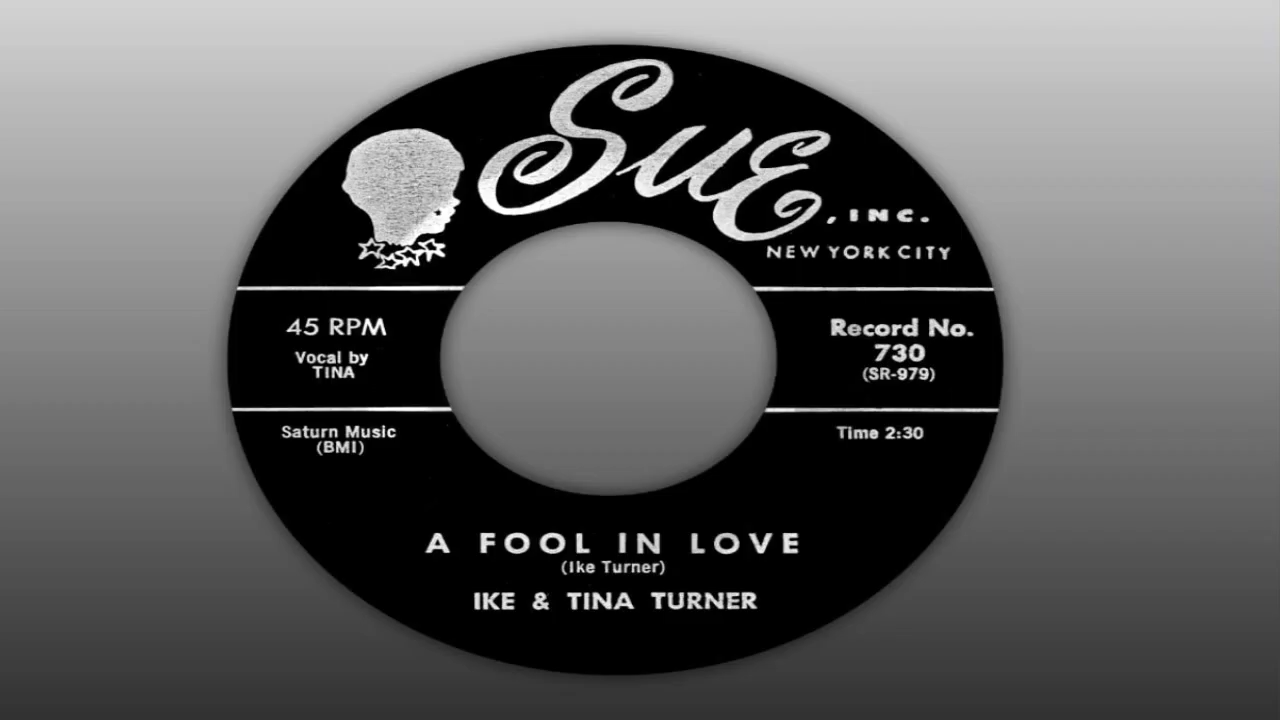 Sue, INC.
NEW YORK CITY
45 RPM
Vocal by
TINA
Record No.
730
(SR-979)
Saturn Music
(BMI)
Time 2:30
A FOOL IN LOVE
(Ike Turner)
IKE & TINA TURNER